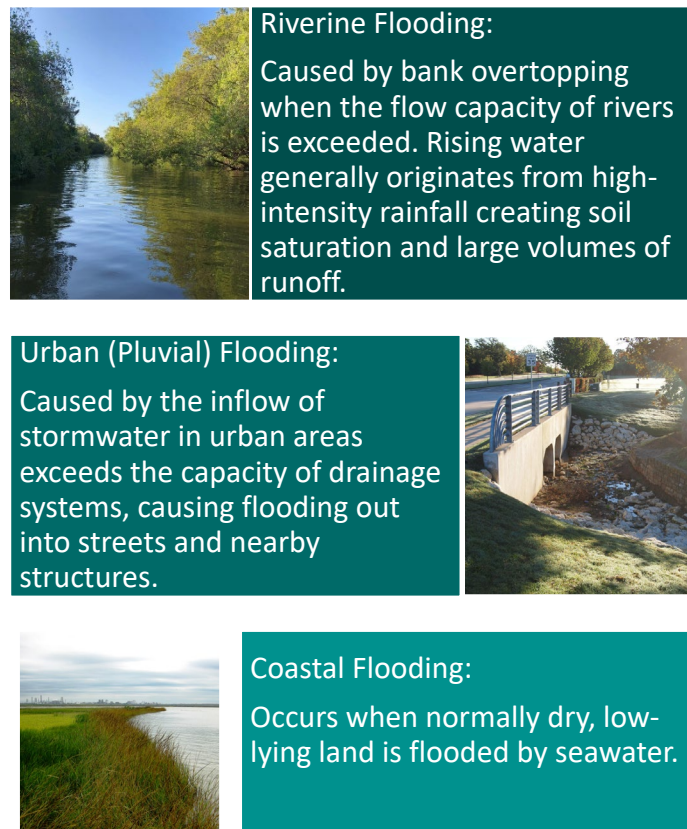 Riverine Flooding:
Caused by bank overtopping
when the flow capacity of rivers
is exceeded. Rising water
generally originates from high-
intensity rainfall creating soil
saturation and large volumes of
runoff.
Urban (Pluvial) Flooding:
Caused by the inflow of
stormwater in urban areas
exceeds the capacity of drainage
systems, causing flooding out
into streets and nearby
structures.
Coastal Flooding:
Occurs when normally dry, low-
lying land is flooded by seawater.